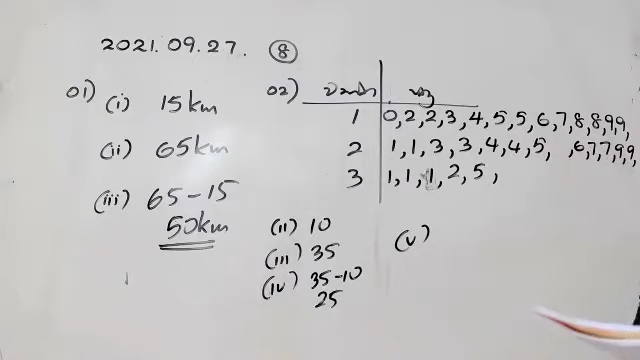 2021.09.27. 8
01) (i) 15km
(ii) 65km
(iii) 65-15
50km
02)
1 0,2,2,3,4,5,5,6,7,8,8,9,9,
2 1,1,3,3,4,4,5, ,6,7,7,9,9,
3 1,1,1,2,5,
(ii) 10
(iii) 35
(iv) 35-10
25
(v)